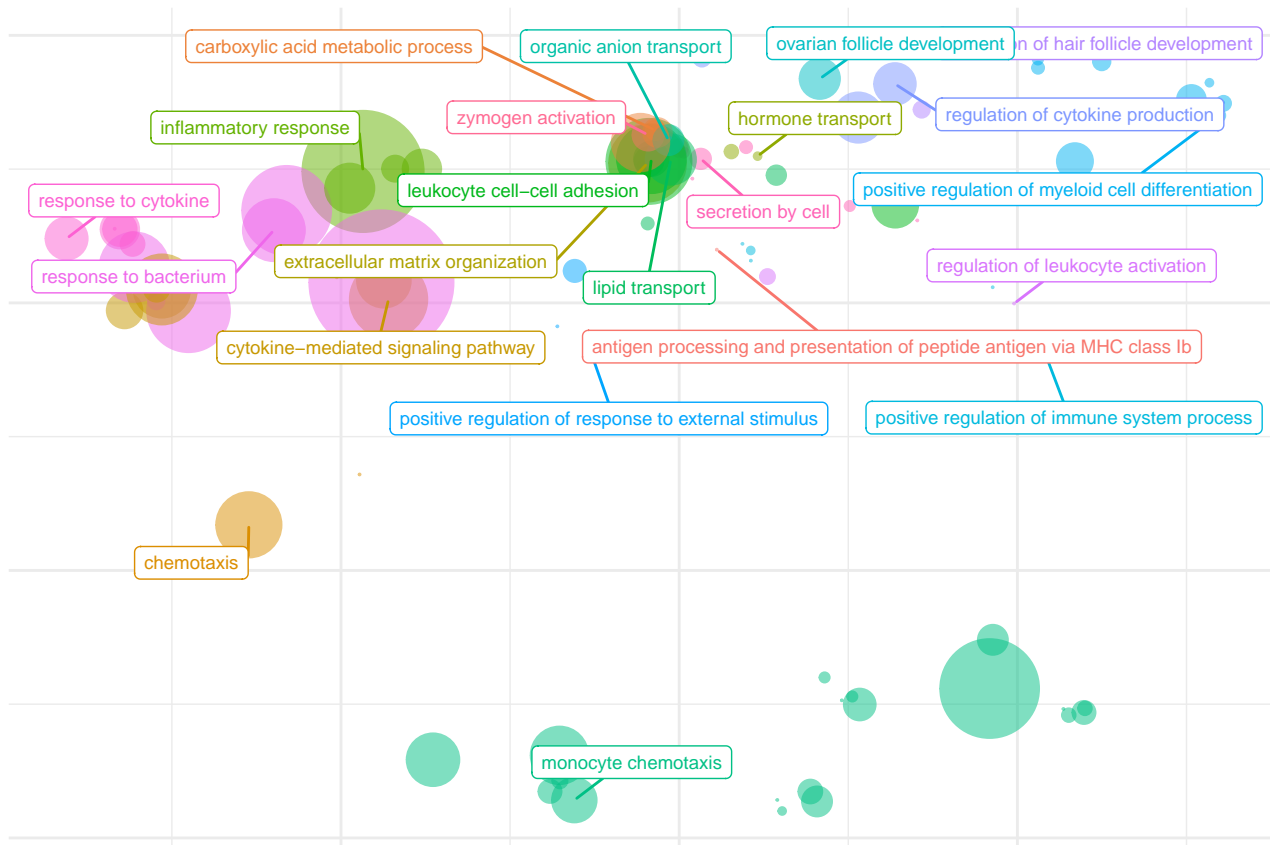 carboxylic acid metabolic process
organic anion transport
ovarian follicle development
of hair follicle development
zymogen activation
hormone transport
regulation of cytokine production
inflammatory response
leukocyte cell−cell adhesion
positive regulation of myeloid cell differentiation
response to cytokine
secretion by cell
extracellular matrix organization
regulation of leukocyte activation
response to bacterium
lipid transport
cytokine−mediated signaling pathway
antigen processing and presentation of peptide antigen via MHC class Ib
positive regulation of response to external stimulus
positive regulation of immune system process
chemotaxis
monocyte chemotaxis